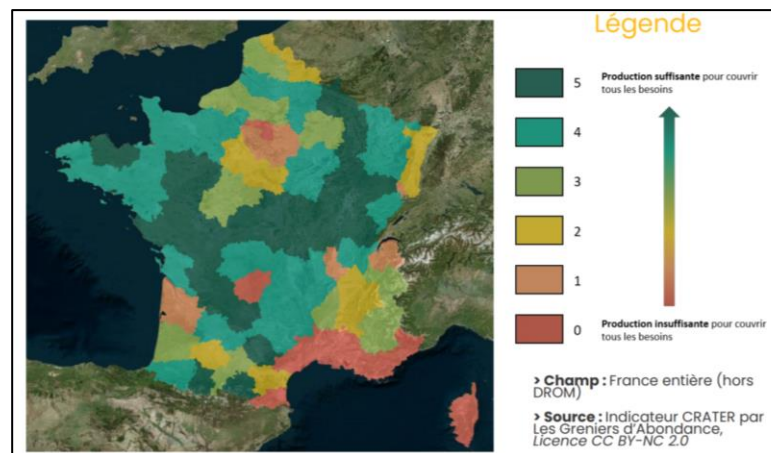 Légende
5 Production suffisante pour couvrir
tous les besoins
4
3
2
1
0 Production insuffisante pour couvrir
tous les besoins
> Champ : France entière (hors
DROM)
> Source : Indicateur CRATER par
Les Greniers d'Abondance,
Licence CC BY-NC 2.0